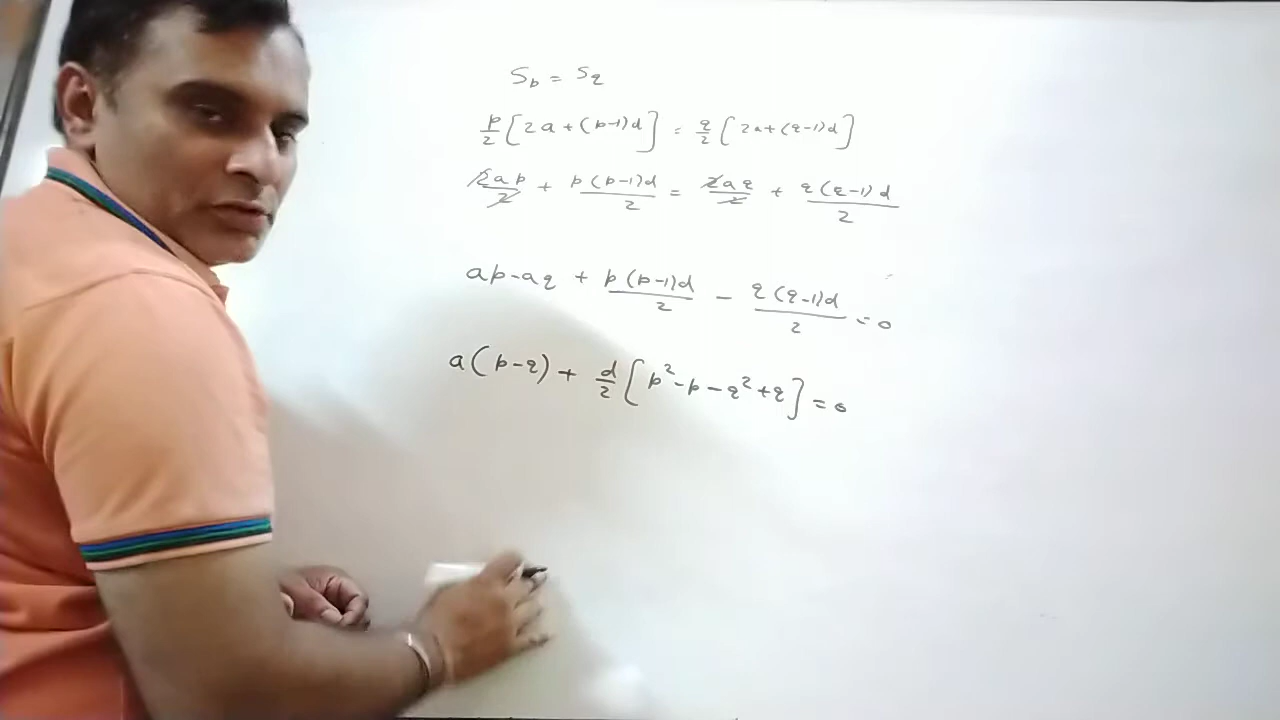 Sp = Sq
p/2 [2a + (p-1)d] = q/2 [2a + (q-1)d]
2ap/2 + p(p-1)d/2 = 2aq/2 + q(q-1)d/2
ap - aq + p(p-1)d/2 - q(q-1)d/2 = 0
a(p-q) + d/2 [p² - p - q² + q] = 0